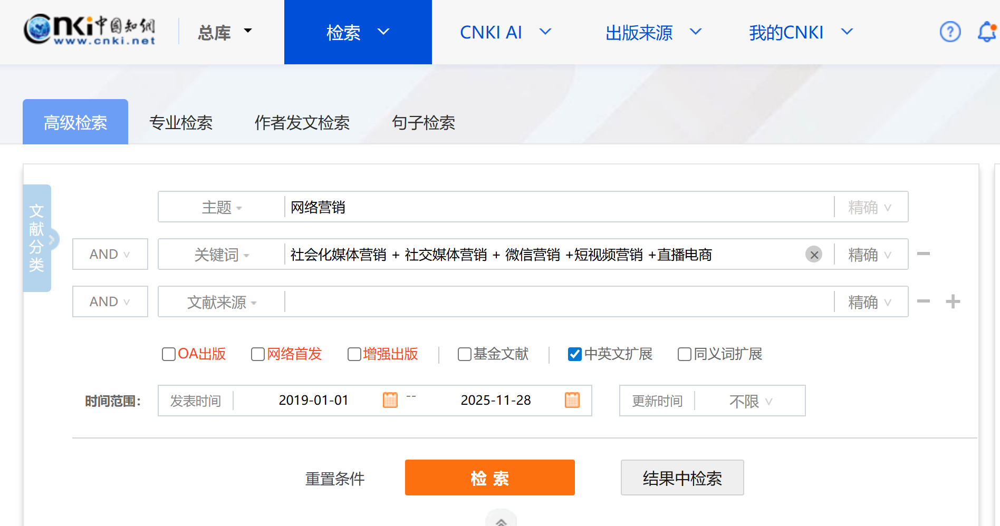 cnki中国知网
www.cnki.net
总库
检索
CNKI AI
出版来源
我的CNKI
高级检索
专业检索
作者发文检索
句子检索
文献分类
主题
网络营销
精确
AND
关键词
社会化媒体营销 + 社交媒体营销 + 微信营销 +短视频营销 +直播电商
精确
AND
文献来源
精确
OA出版
网络首发
增强出版
基金文献
中英文扩展
同义词扩展
时间范围：
发表时间
2019-01-01
--
2025-11-28
更新时间
不限
重置条件
检 索
结果中检索